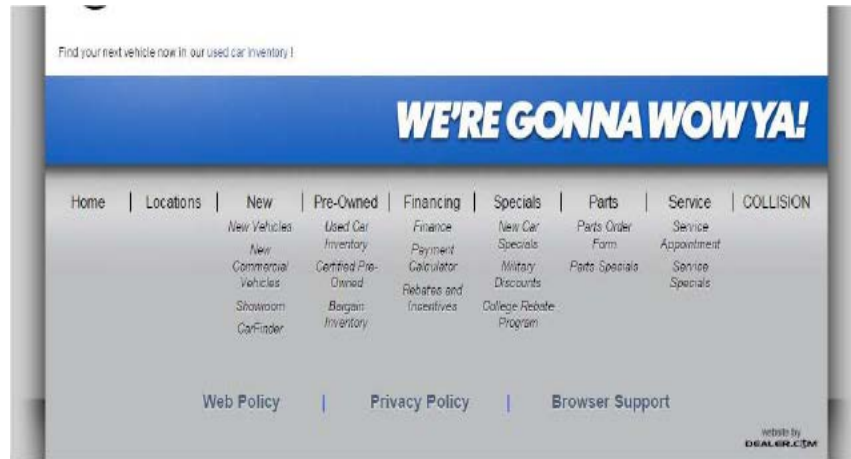 Find your next vehicle now in our used car inventory !
WE'RE GONNA WOW YA!
Home | Locations | New | Pre-Owned | Financing | Specials | Parts | Service | COLLISION
New Vehicles
New
Commercial
Vehicles
Showroom
CarFinder
Used Car
Inventory
Certified Pre-
Owned
Bargain
Inventory
Finance
Payment
Calculator
Rebates and
Incentives
New Car
Specials
Military
Discounts
College Rebate
Program
Parts Order
Form
Parts Specials
Service
Appointment
Service
Specials
Web Policy | Privacy Policy | Browser Support
website by
DEALER.COM